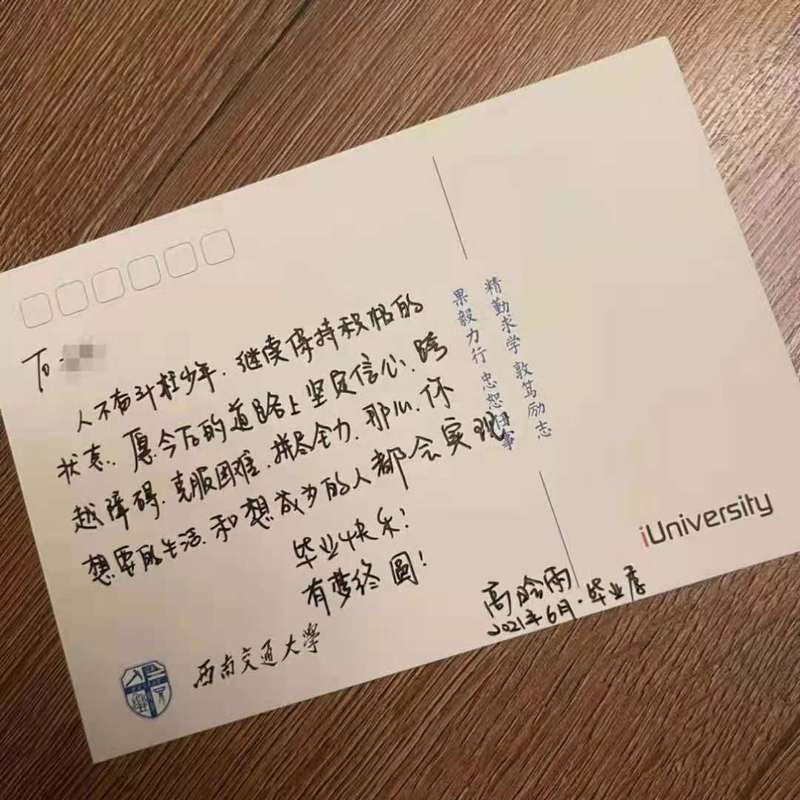 To:
人不奋斗枉少年，继续保持积极的
状态，愿今后的道路上坚定信心，跨
越障碍，克服困难，拼尽全力，那么，你
想要的生活，和想成为的人都会实现
毕业快乐！
有梦终圆！
高晗雨
2021年6月·毕业季
西南交通大学
精勤求学 敦笃励志
果毅力行 忠恕任事
iUniversity